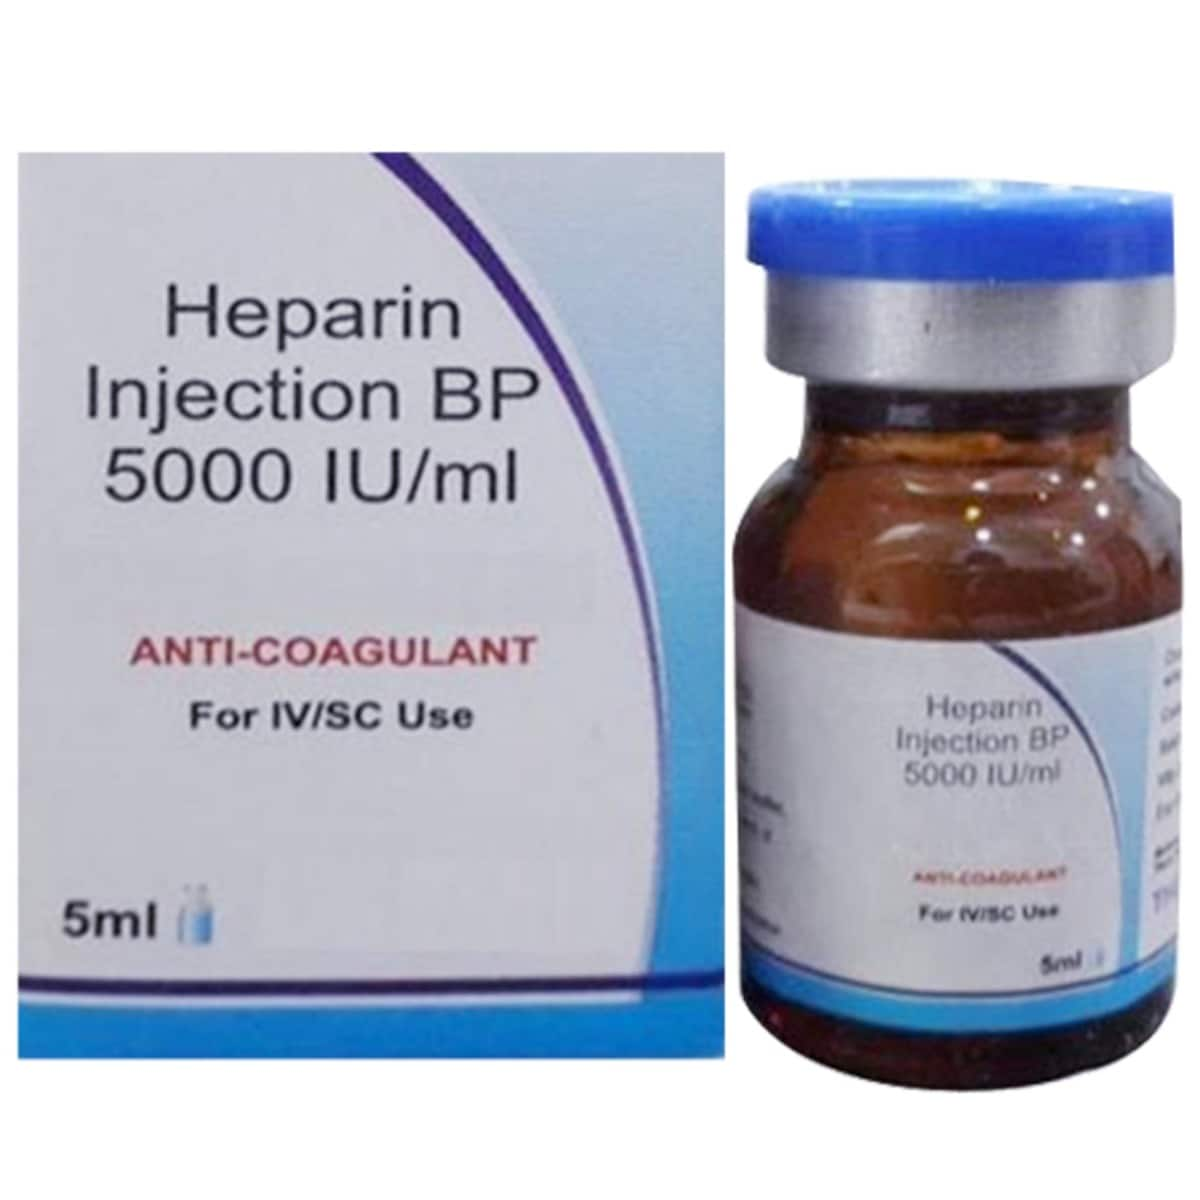 Heparin
Injection BP
5000 IU/ml
ANTI-COAGULANT
For IV/SC Use
5ml
Heparin
Injection BP
5000 IU/ml
ANTI-COAGULANT
For IV/SC Use
5ml